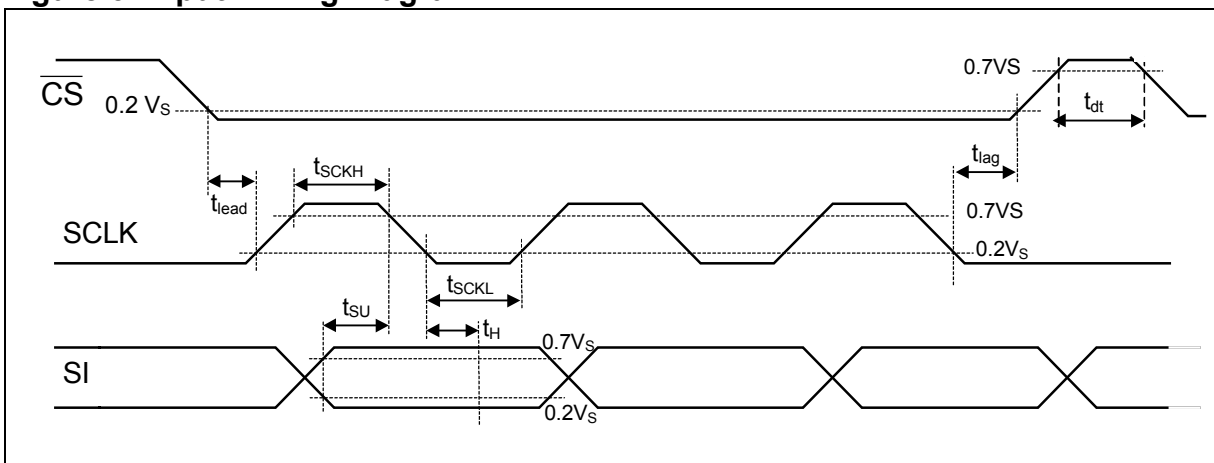 0.7VS
CS
0.2 VS
tdt
tlag
tSCKH
tlead
0.7VS
SCLK
0.2VS
tSCKL
tSU
tH
0.7VS
SI
0.2VS